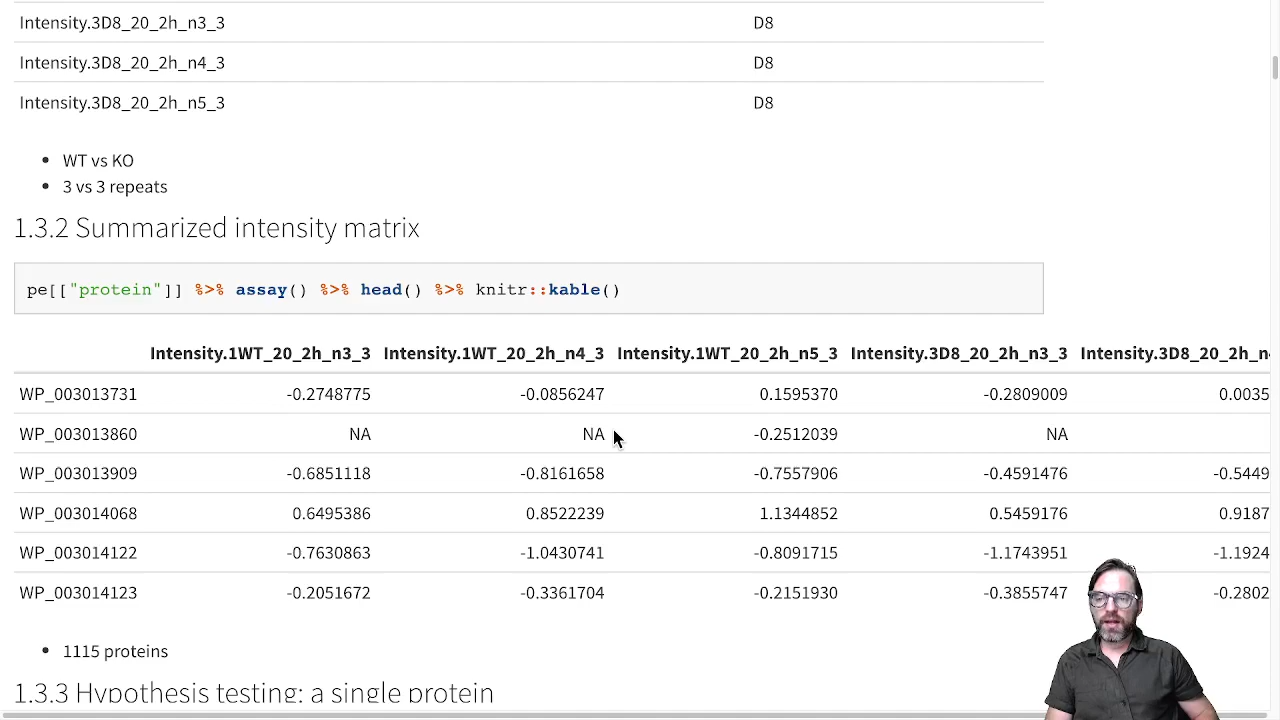 Intensity.3D8_20_2h_n3_3 D8
Intensity.3D8_20_2h_n4_3 D8
Intensity.3D8_20_2h_n5_3 D8
• WT vs KO
• 3 vs 3 repeats
1.3.2 Summarized intensity matrix
pe[["protein"]] %>% assay() %>% head() %>% knitr::kable()
Intensity.1WT_20_2h_n3_3 Intensity.1WT_20_2h_n4_3 Intensity.1WT_20_2h_n5_3 Intensity.3D8_20_2h_n3_3 Intensity.3D8_20_2h_n4
WP_003013731 -0.2748775 -0.0856247 0.1595370 -0.2809009 0.0035
WP_003013860 NA NA -0.2512039 NA
WP_003013909 -0.6851118 -0.8161658 -0.7557906 -0.4591476 -0.5449
WP_003014068 0.6495386 0.8522239 1.1344852 0.5459176 0.9187
WP_003014122 -0.7630863 -1.0430741 -0.8091715 -1.1743951 -1.1924
WP_003014123 -0.2051672 -0.3361704 -0.2151930 -0.3855747 -0.2802
• 1115 proteins
1.3.3 Hypothesis testing: a single protein